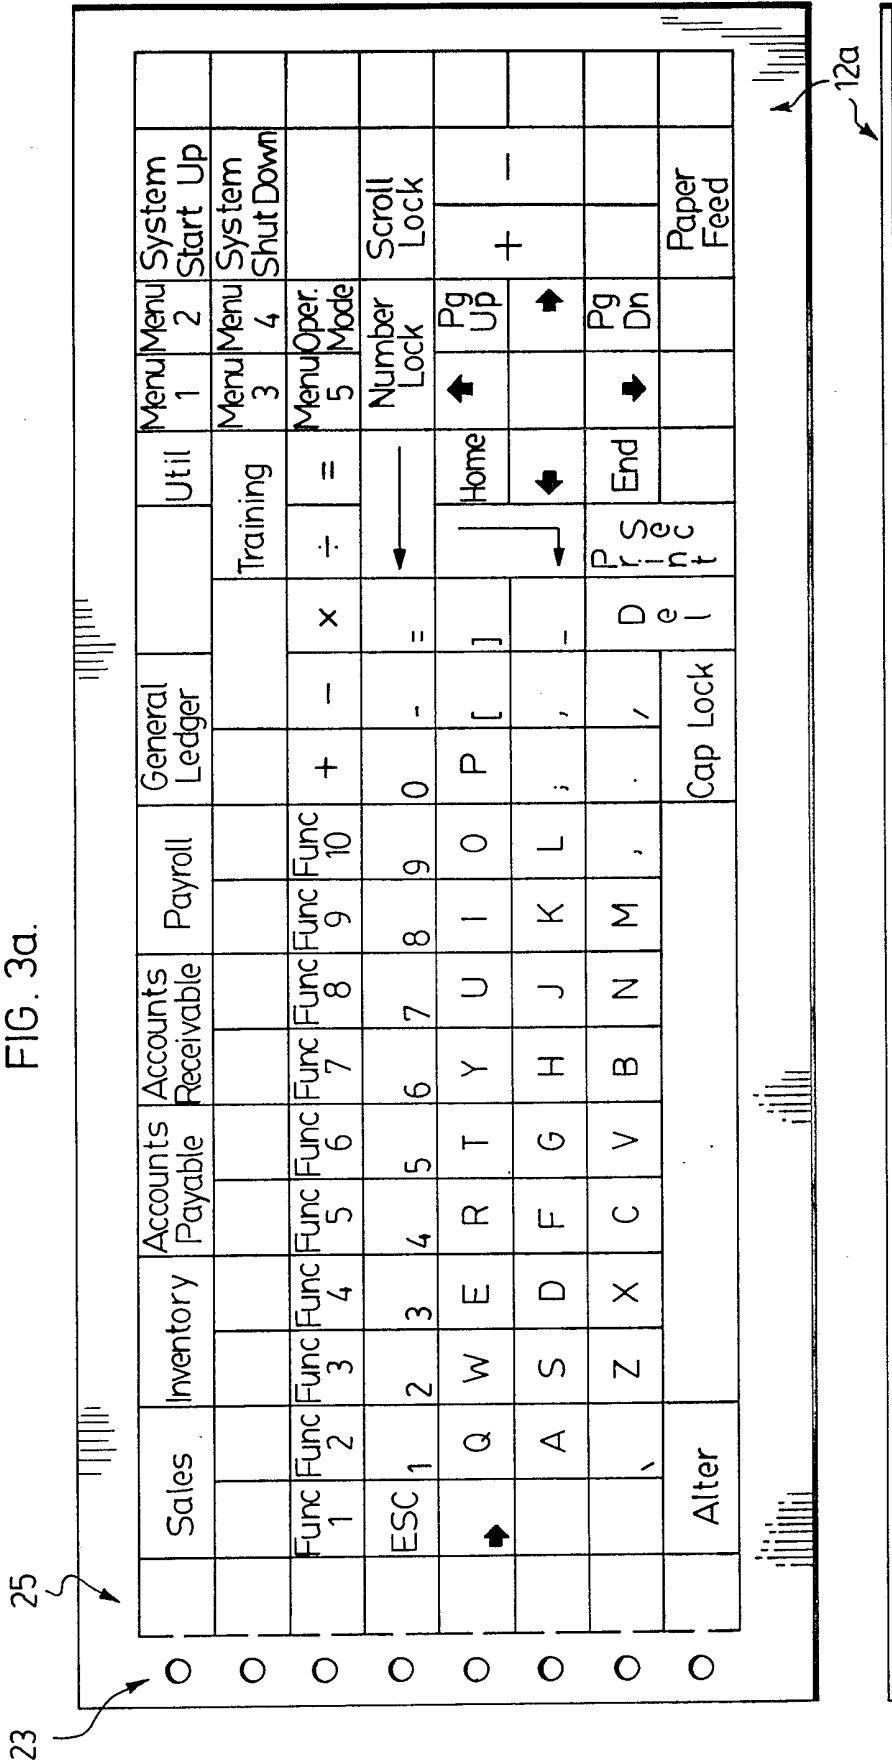 FIG. 3a.
23
25
12a
Sales Inventory Accounts Payable Accounts Receivable Payroll General Ledger Util Menu 1 Menu 2 System Start Up
Training Menu 3 Menu 4 System Shut Down
Func 1 Func 2 Func 3 Func 4 Func 5 Func 6 Func 7 Func 8 Func 9 Func 10 + - × ÷ = Menu 5 Oper. Mode
ESC 1 2 3 4 5 6 7 8 9 0 - = Number Lock Scroll Lock
Q W E R T Y U I O P [ ] Home Pg Up + -
A S D F G H J K L ; , -
\ Z X C V B N M , . / Del Print Sec End Pg Dn
Alter Cap Lock Paper Feed